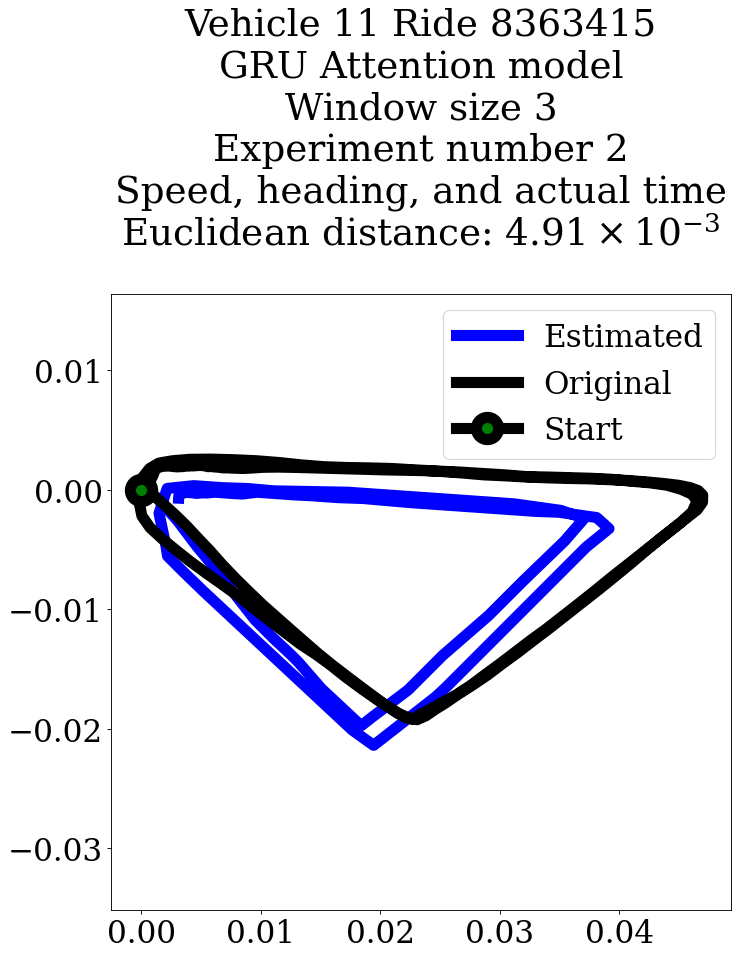 Vehicle 11 Ride 8363415
GRU Attention model
Window size 3
Experiment number 2
Speed, heading, and actual time
Euclidean distance: 4.91 × 10⁻³
Estimated
Original
Start
0.01
0.00
−0.01
−0.02
−0.03
0.00 0.01 0.02 0.03 0.04